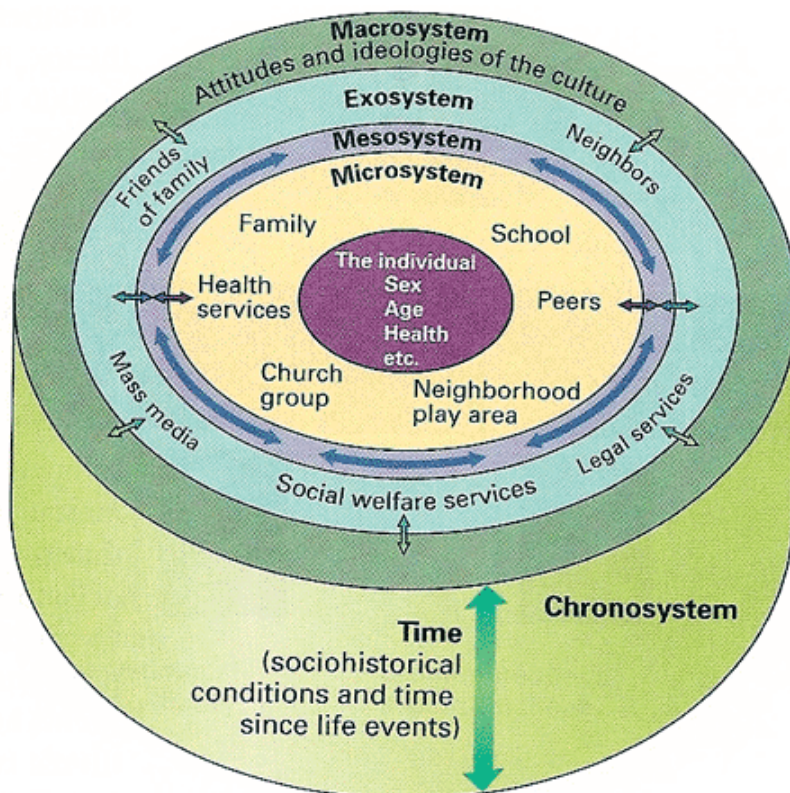 Macrosystem
Attitudes and ideologies of the culture
Exosystem
Mesosystem
Microsystem
Friends
of family
Neighbors
Family
School
The individual
Sex
Age
Health
etc.
Health
services
Peers
Church
group
Neighborhood
play area
Mass media
Social welfare services
Legal services
Chronosystem
Time
(sociohistorical
conditions and time
since life events)